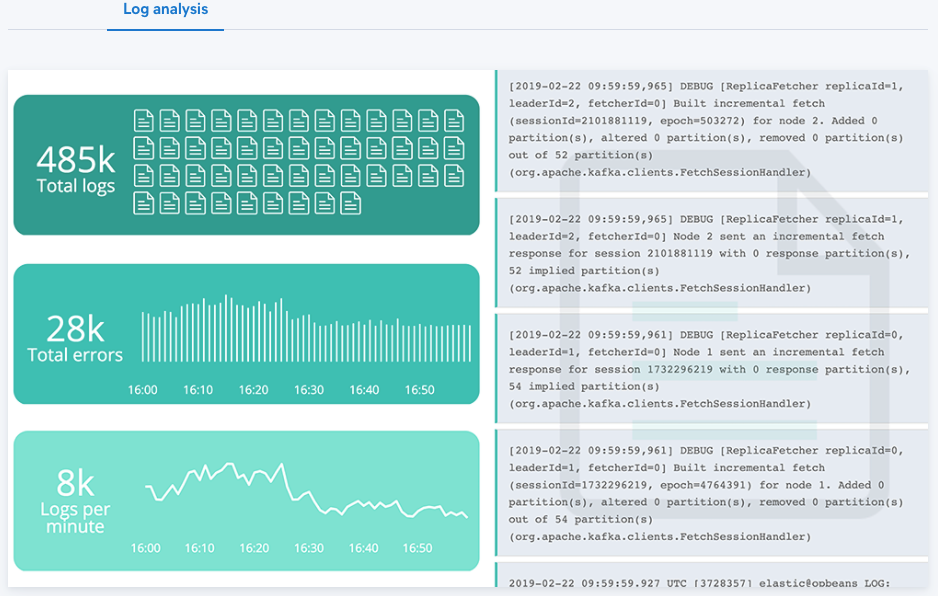 Log analysis
485k
Total logs
28k
Total errors
16:00 16:10 16:20 16:30 16:40 16:50
8k
Logs per
minute
16:00 16:10 16:20 16:30 16:40 16:50
[2019-02-22 09:59:59,965] DEBUG [ReplicaFetcher replicaId=1,
leaderId=2, fetcherId=0] Built incremental fetch
(sessionId=2101881119, epoch=503272) for node 2. Added 0
partition(s), altered 0 partition(s), removed 0 partition(s)
out of 52 partition(s)
(org.apache.kafka.clients.FetchSessionHandler)
[2019-02-22 09:59:59,965] DEBUG [ReplicaFetcher replicaId=1,
leaderId=2, fetcherId=0] Node 2 sent an incremental fetch
response for session 2101881119 with 0 response partition(s),
52 implied partition(s)
(org.apache.kafka.clients.FetchSessionHandler)
[2019-02-22 09:59:59,961] DEBUG [ReplicaFetcher replicaId=0,
leaderId=1, fetcherId=0] Node 1 sent an incremental fetch
response for session 1732296219 with 0 response partition(s),
54 implied partition(s)
(org.apache.kafka.clients.FetchSessionHandler)
[2019-02-22 09:59:59,961] DEBUG [ReplicaFetcher replicaId=0,
leaderId=1, fetcherId=0] Built incremental fetch
(sessionId=1732296219, epoch=4764391) for node 1. Added 0
partition(s), altered 0 partition(s), removed 0 partition(s)
out of 54 partition(s)
(org.apache.kafka.clients.FetchSessionHandler)
2019-02-22 09:59:59.927 UTC [3728357] elastic@opbeans LOG: